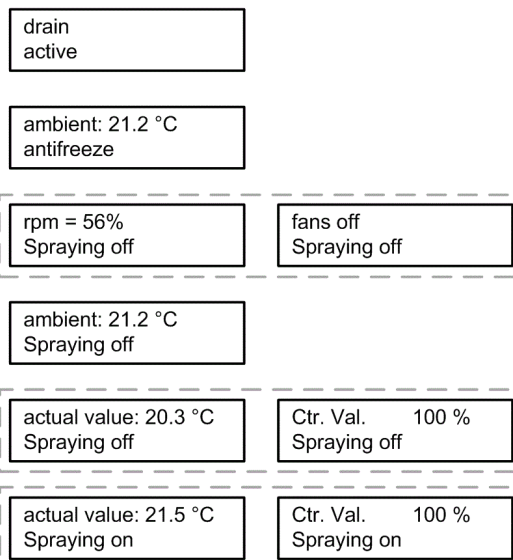 drain
active
ambient: 21.2 °C
antifreeze
rpm = 56%
Spraying off
fans off
Spraying off
ambient: 21.2 °C
Spraying off
actual value: 20.3 °C
Spraying off
Ctr. Val. 100 %
Spraying off
actual value: 21.5 °C
Spraying on
Ctr. Val. 100 %
Spraying on